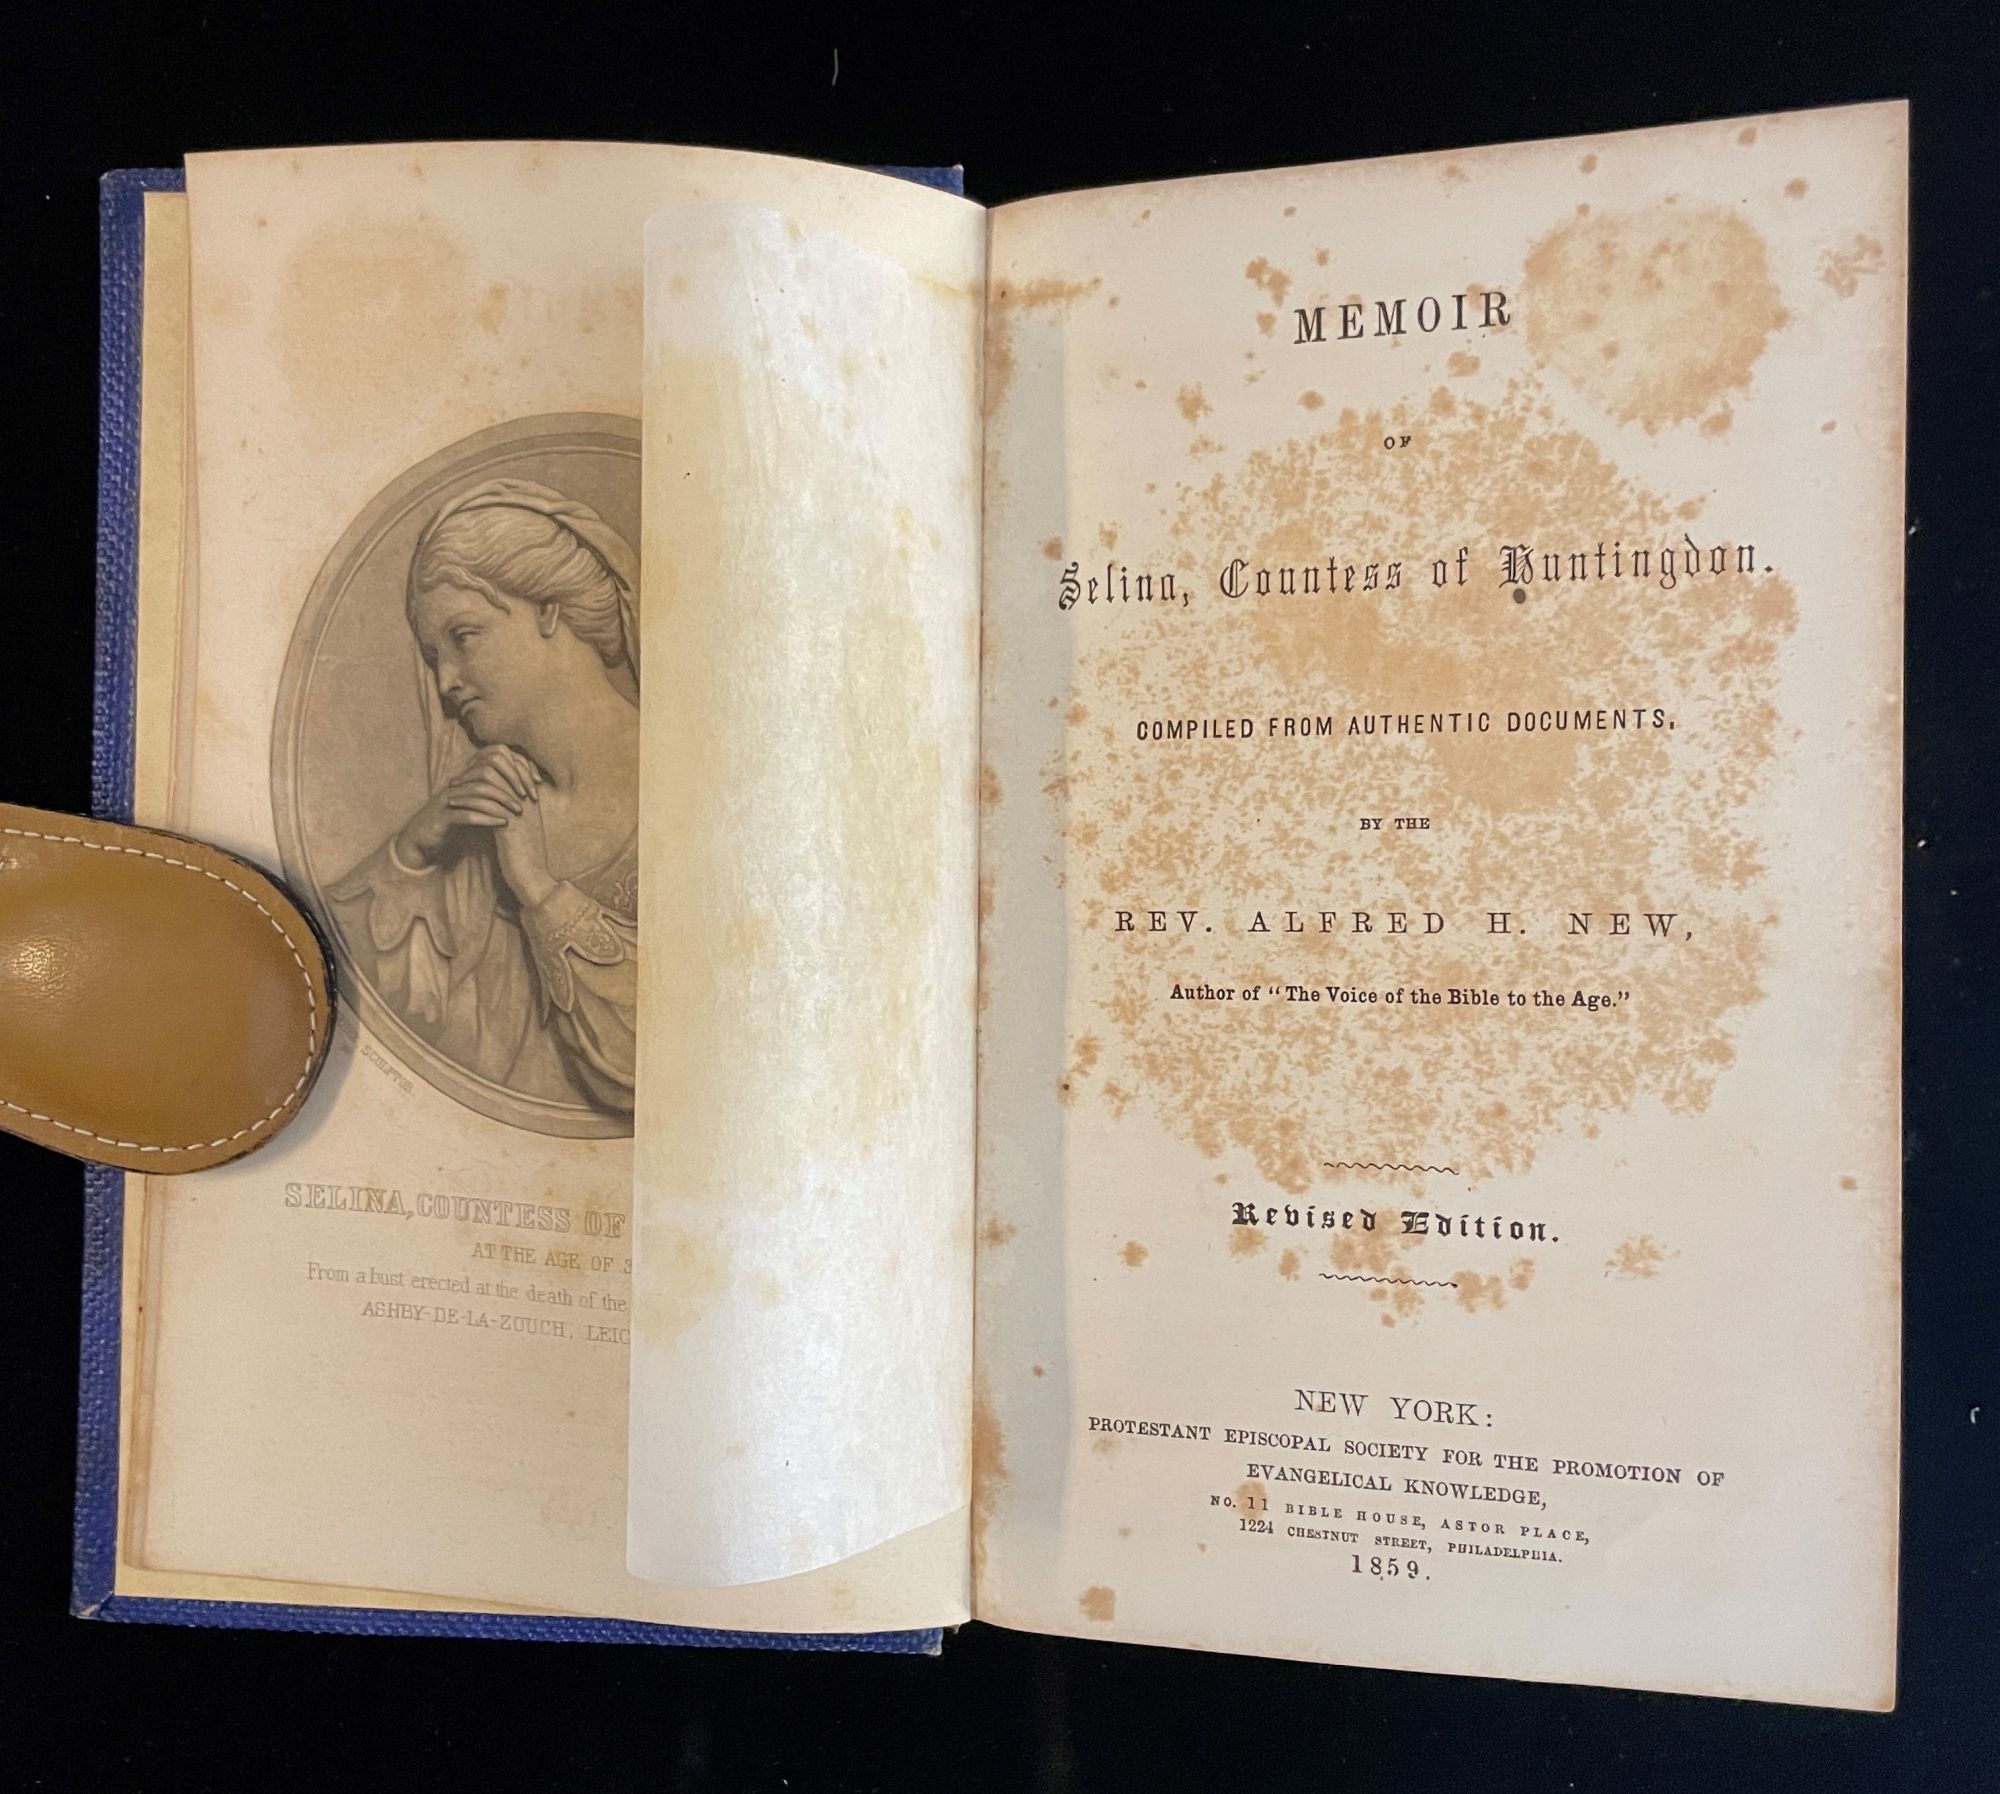 SCULPTOR.
SELINA, COUNTESS OF
AT THE AGE OF 3
From a bust erected at the death of the
ASHBY-DE-LA-ZOUCH, LEIC
MEMOIR
OF
Selina, Countess of Huntingdon.
COMPILED FROM AUTHENTIC DOCUMENTS,
BY THE
REV. ALFRED H. NEW,
Author of “The Voice of the Bible to the Age.”
Revised Edition.
NEW YORK:
PROTESTANT EPISCOPAL SOCIETY FOR THE PROMOTION OF
EVANGELICAL KNOWLEDGE,
NO. 11 BIBLE HOUSE, ASTOR PLACE,
1224 CHESTNUT STREET, PHILADELPHIA.
1859.